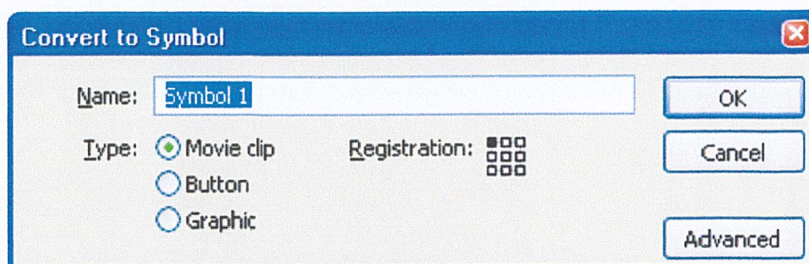 Convert to Symbol
Name: Symbol 1 OK
Type: Movie clip Registration: Cancel
Button
Graphic
Advanced